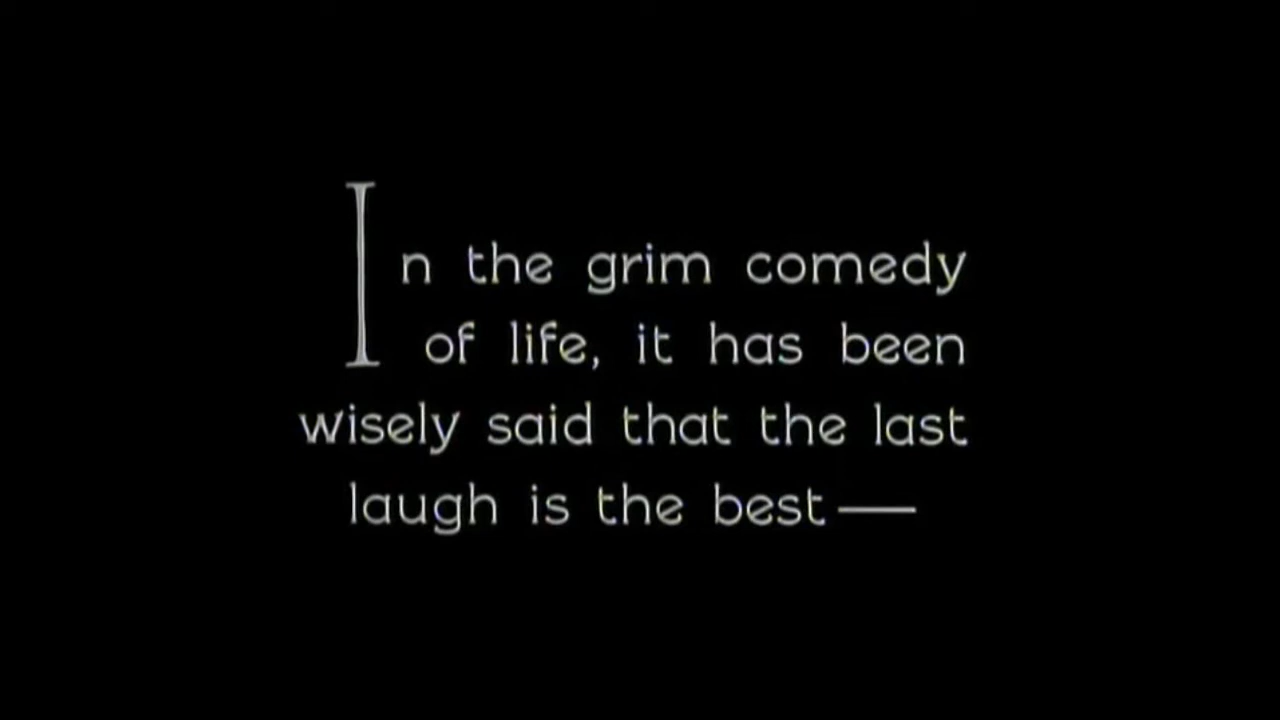 In the grim comedy
of life, it has been
wisely said that the last
laugh is the best—